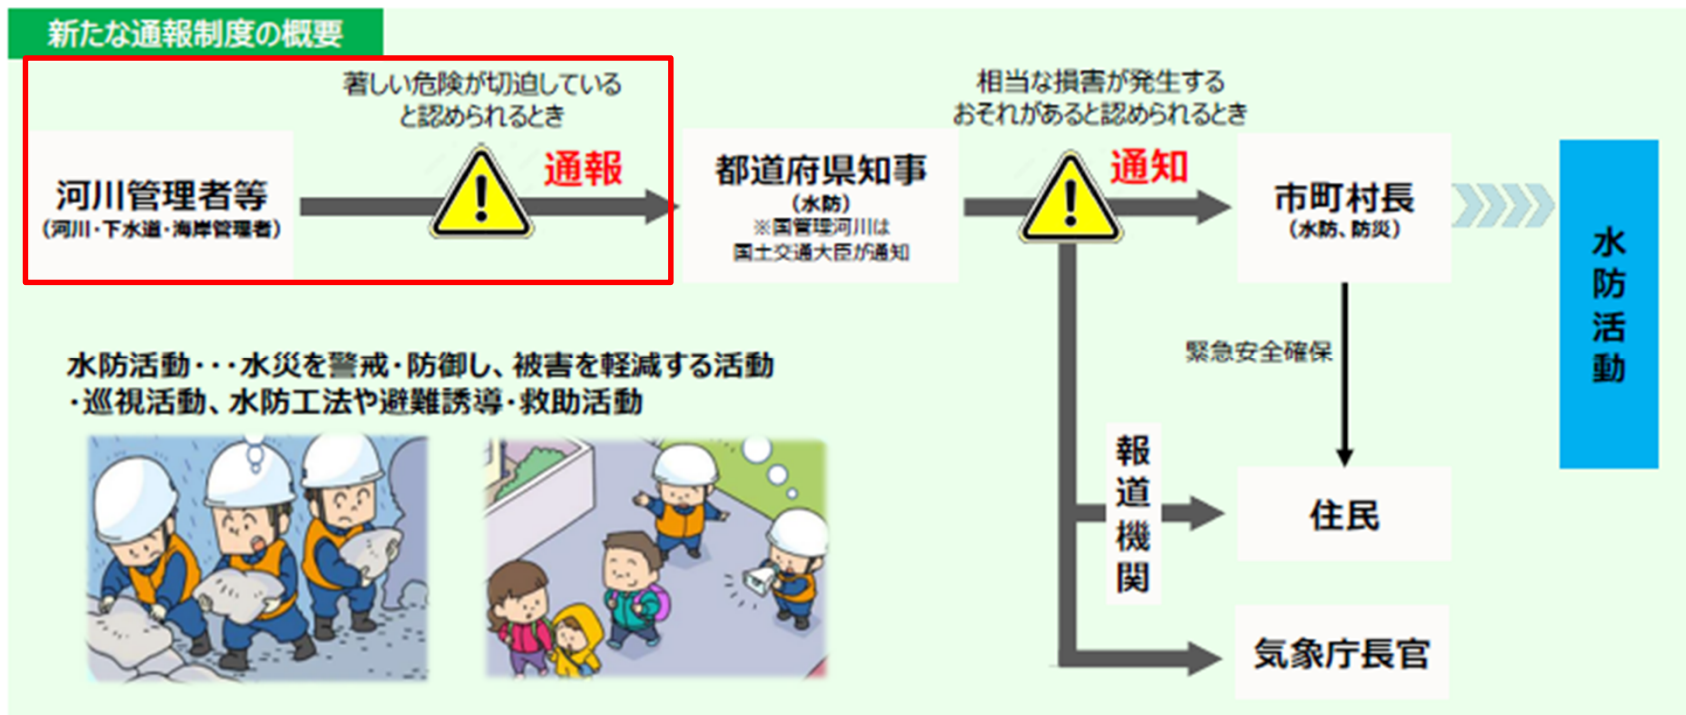 新たな通報制度の概要
著しい危険が切迫している
と認められるとき
通報
河川管理者等
（河川・下水道・海岸管理者）
都道府県知事
（水防）
※国管理河川は
国土交通大臣が通知
相当な損害が発生する
おそれがあると認められるとき
通知
市町村長
（水防、防災）
水防活動
緊急安全確保
報道機関
住民
気象庁長官
水防活動・・・水災を警戒・防御し、被害を軽減する活動
・巡視活動、水防工法や避難誘導・救助活動